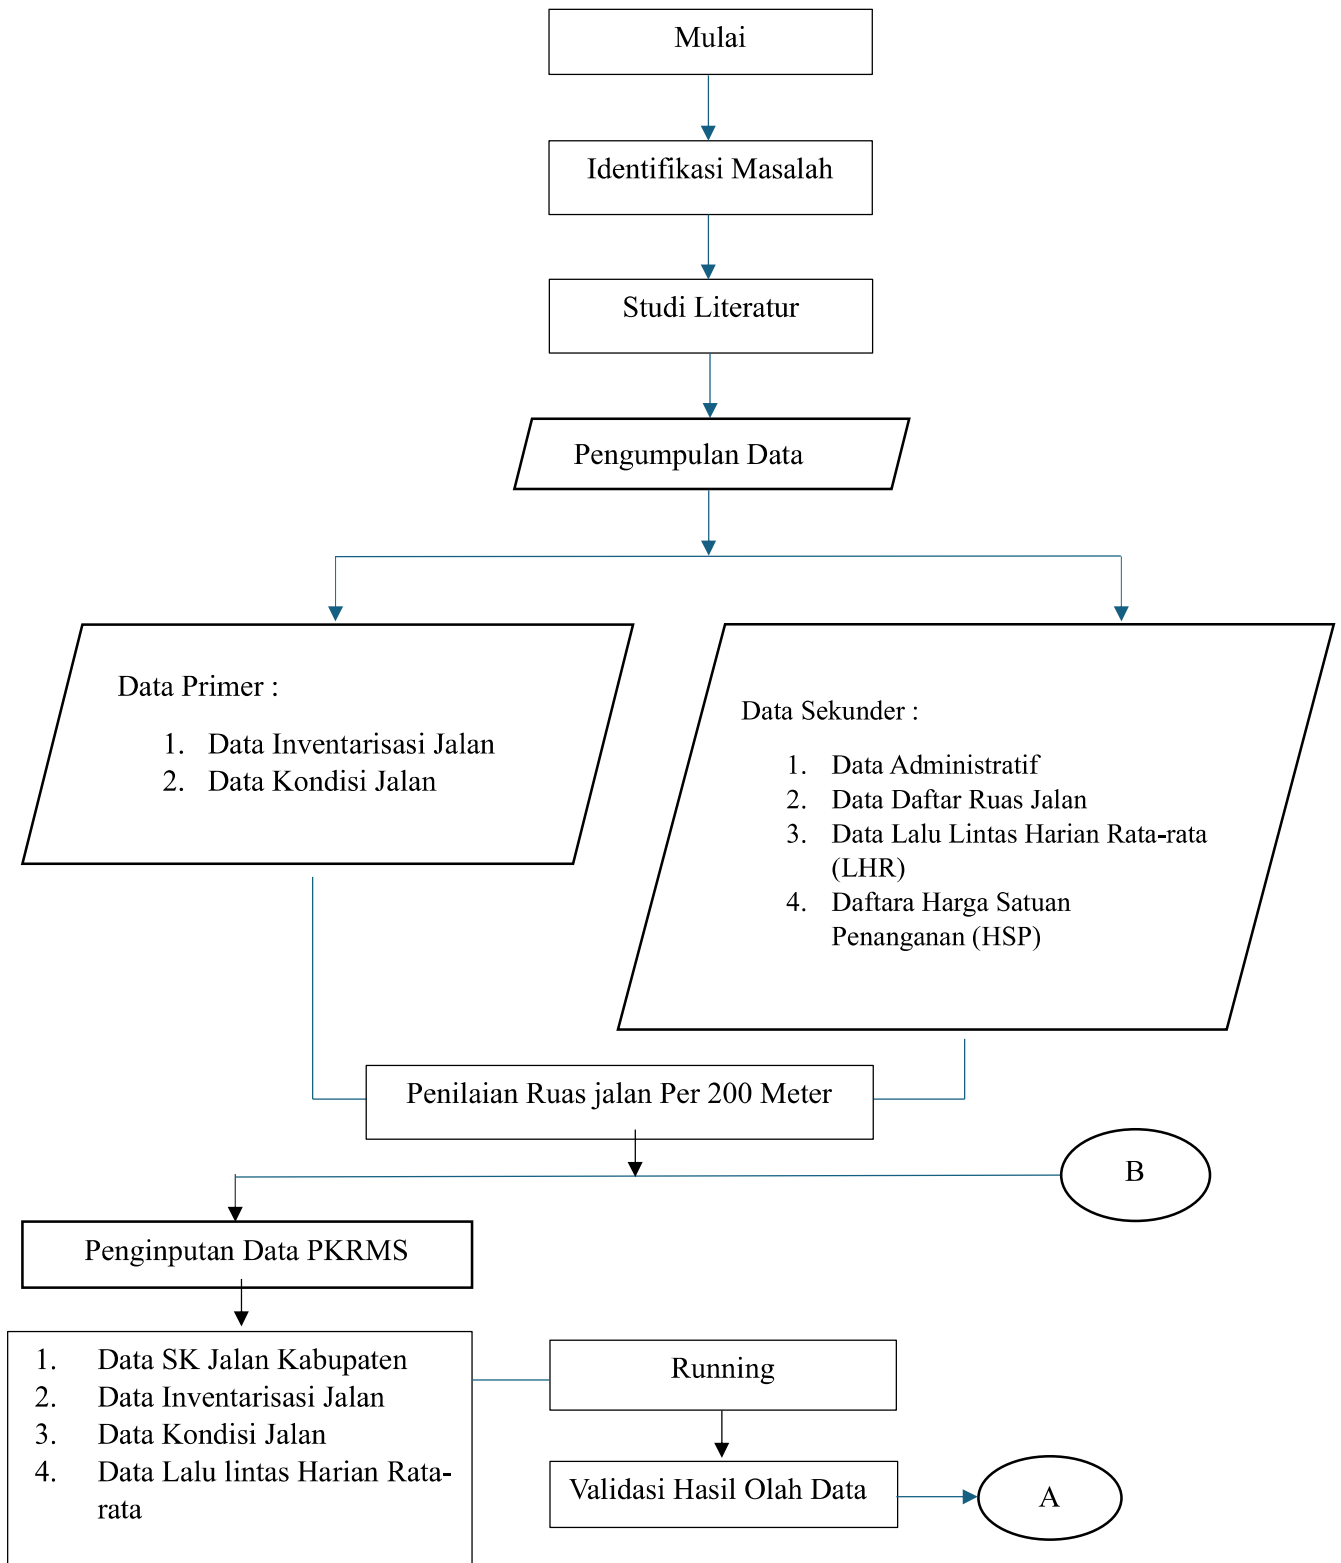 Mulai
Identifikasi Masalah
Studi Literatur
Pengumpulan Data
Data Primer :
1. Data Inventarisasi Jalan
2. Data Kondisi Jalan
Data Sekunder :
1. Data Administratif
2. Data Daftar Ruas Jalan
3. Data Lalu Lintas Harian Rata-rata
(LHR)
4. Daftara Harga Satuan
Penanganan (HSP)
Penilaian Ruas jalan Per 200 Meter
B
Penginputan Data PKRMS
1. Data SK Jalan Kabupaten
2. Data Inventarisasi Jalan
3. Data Kondisi Jalan
4. Data Lalu lintas Harian Rata-
rata
Running
Validasi Hasil Olah Data
A